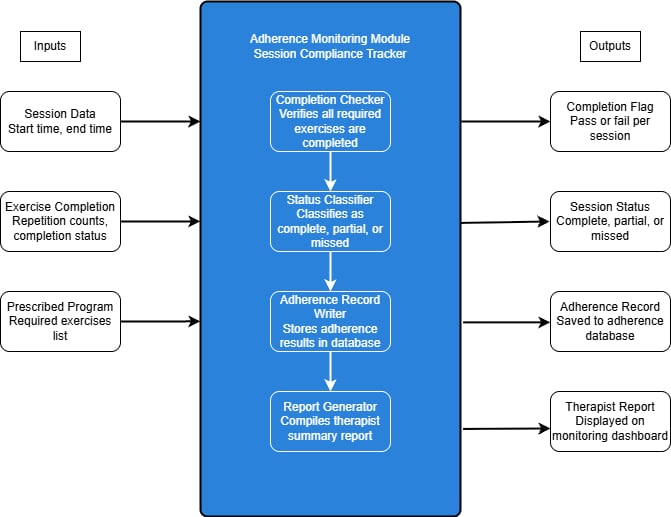 Inputs
Adherence Monitoring Module
Session Compliance Tracker
Outputs
Session Data
Start time, end time
Completion Checker
Verifies all required
exercises are
completed
Completion Flag
Pass or fail per
session
Exercise Completion
Repetition counts,
completion status
Status Classifier
Classifies as
complete, partial, or
missed
Session Status
Complete, partial, or
missed
Prescribed Program
Required exercises
list
Adherence Record
Writer
Stores adherence
results in database
Adherence Record
Saved to adherence
database
Report Generator
Compiles therapist
summary report
Therapist Report
Displayed on
monitoring dashboard